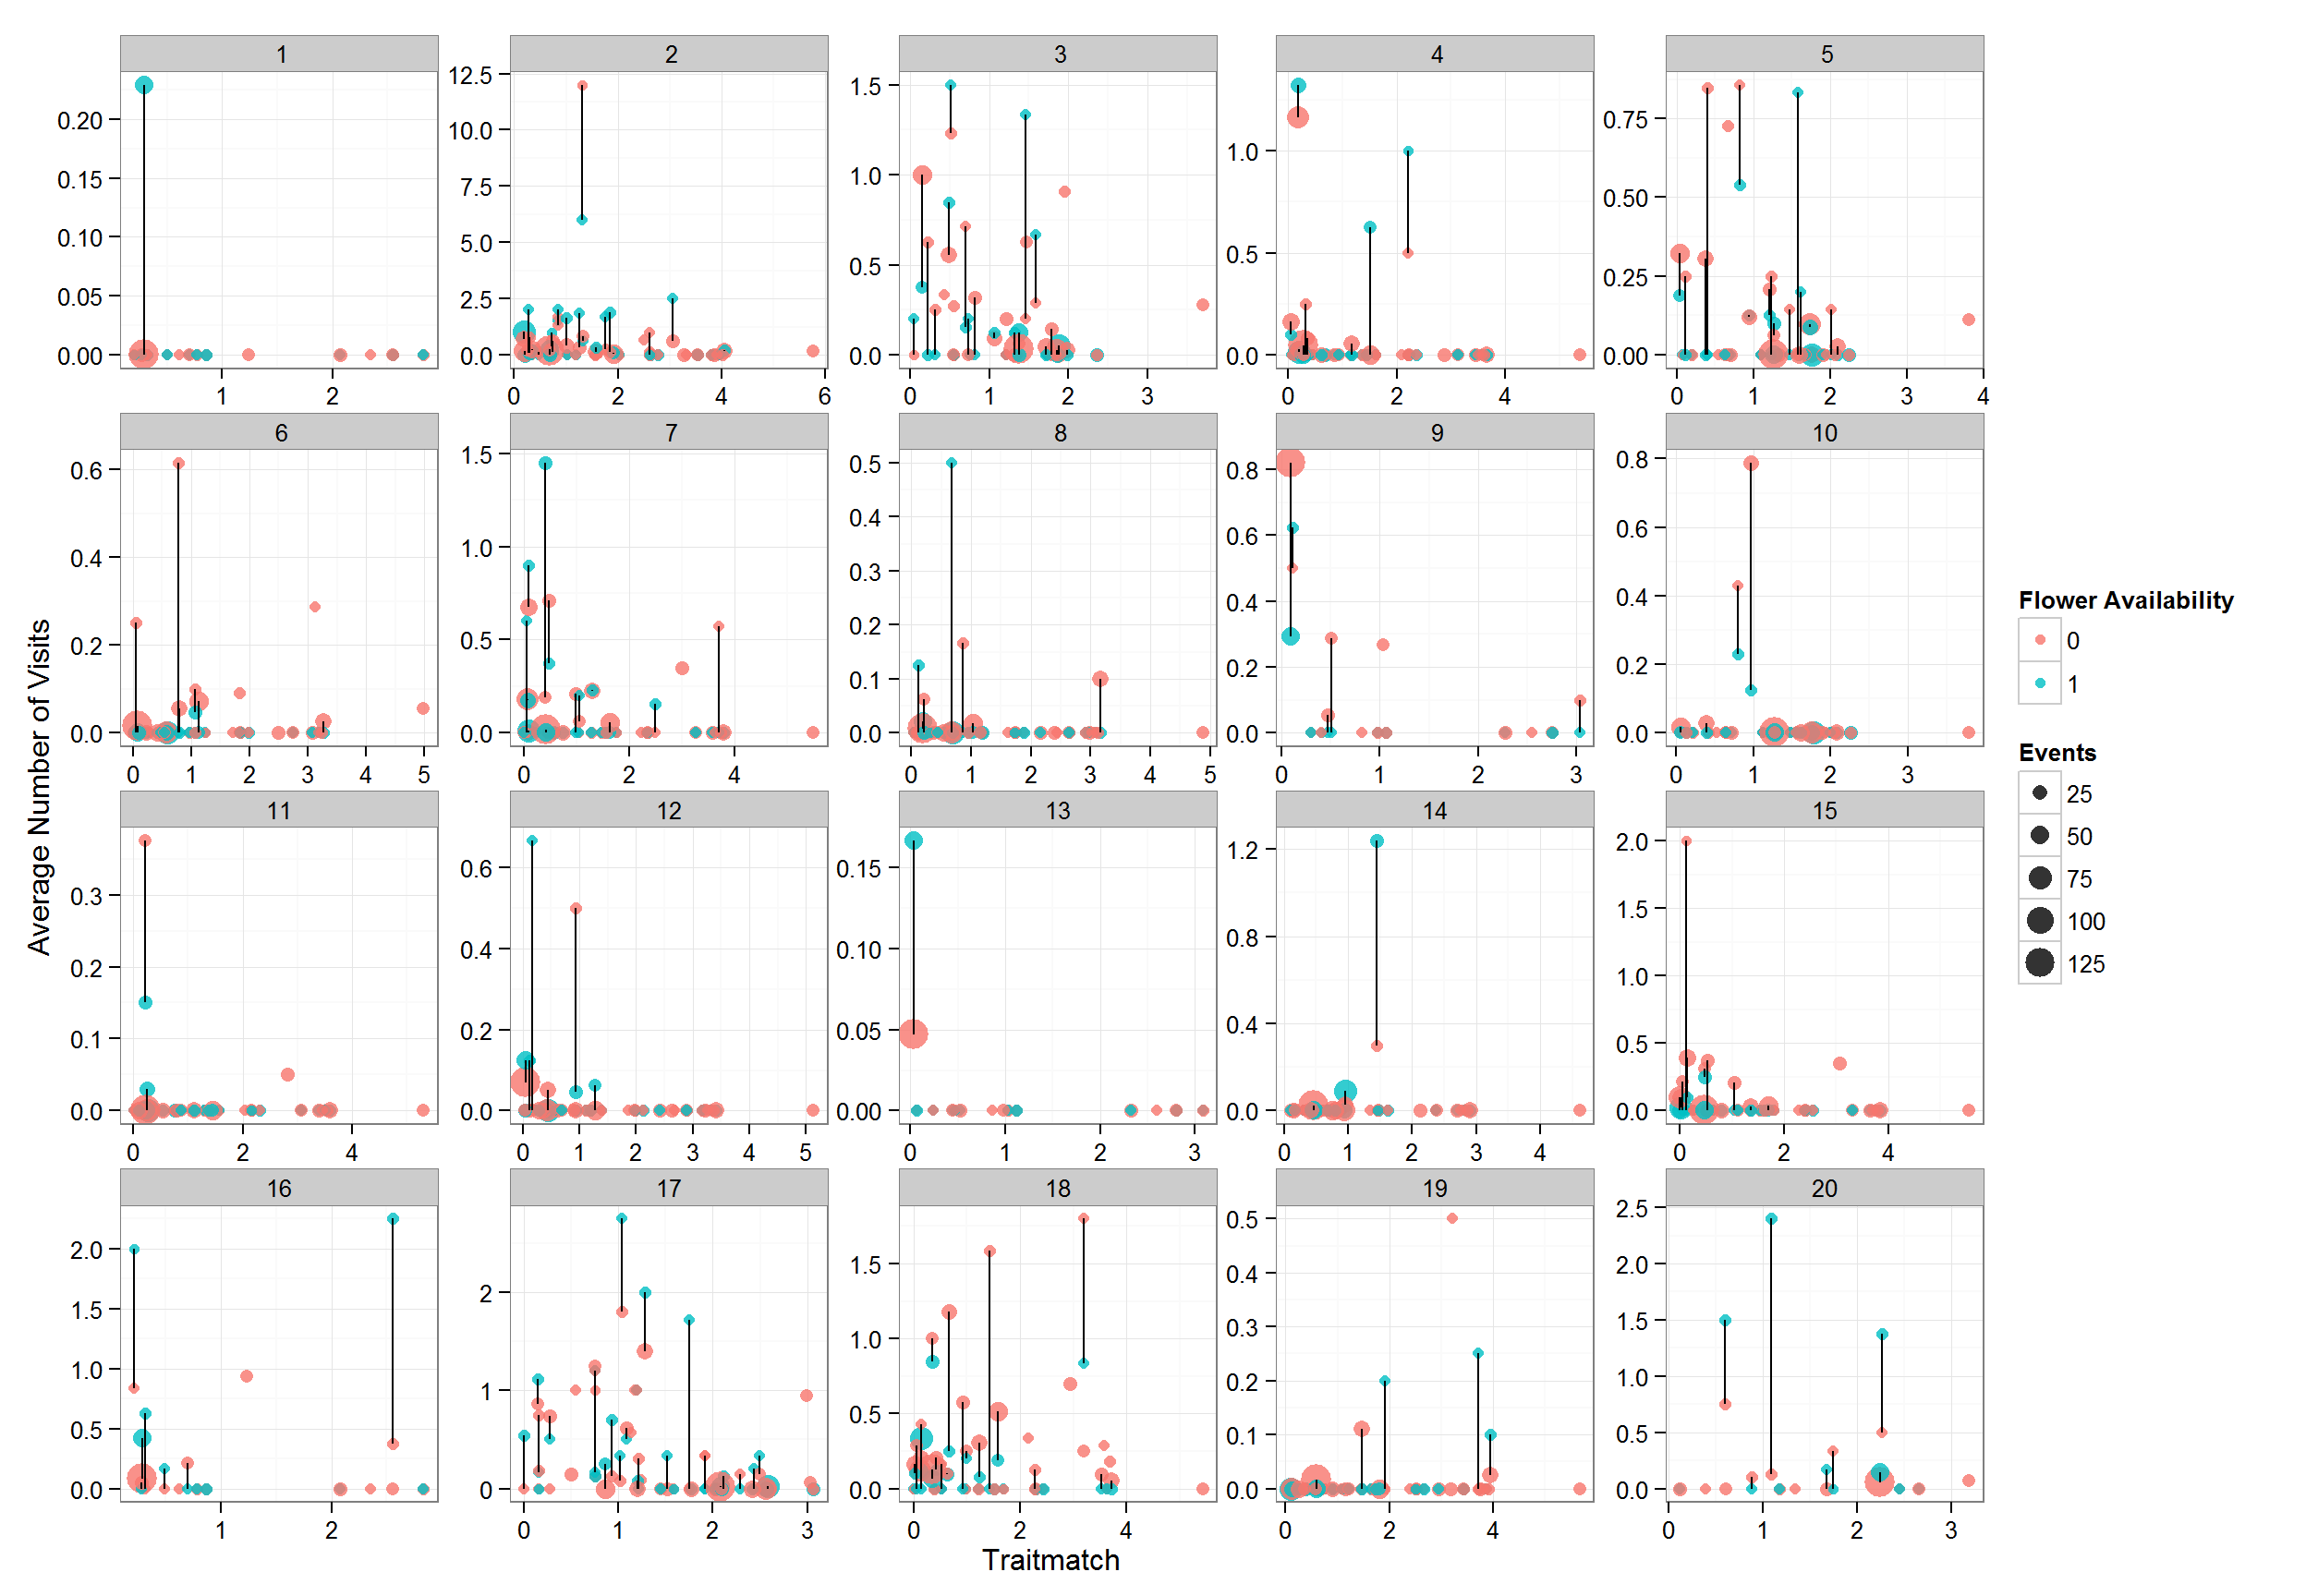 1 2 3 4 5
12.5
0.20 10.0 1.5 1.0 0.75
0.15 7.5 1.0 0.50
0.10 5.0 0.5 0.5 0.25
0.05 2.5
0.00 0.0 0.0 0.0 0.00
1 2 0 2 4 6 0 1 2 3 0 2 4 0 1 2 3 4
6 7 8 9 10
0.6 1.5 0.5 0.8 0.8
0.4 1.0 0.4 0.6 0.6
0.3 0.4 0.4
0.2 0.5 0.2 0.2 0.2
0.1
0.0 0.0 0.0 0.0 0.0
0 1 2 3 4 5 0 2 4 0 1 2 3 4 5 0 1 2 3 0 1 2 3
11 12 13 14 15
0.3 0.6 0.15 1.2 2.0
0.2 0.4 0.10 0.8 1.5
0.1 0.2 0.05 0.4 1.0
0.5
0.0 0.0 0.00 0.0 0.0
0 2 4 0 1 2 3 4 5 0 1 2 3 0 1 2 3 4 0 2 4
16 17 18 19 20
2.0 2 1.5 0.5 2.5
1.5 1.0 0.4 2.0
1.0 1 0.5 0.3 1.5
0.5 0.2 1.0
0.1 0.5
0.0 0 0.0 0.0 0.0
1 2 0 1 2 3 0 2 4 0 2 4 0 1 2 3
Traitmatch
Average Number of Visits
Flower Availability
0
1
Events
25
50
75
100
125